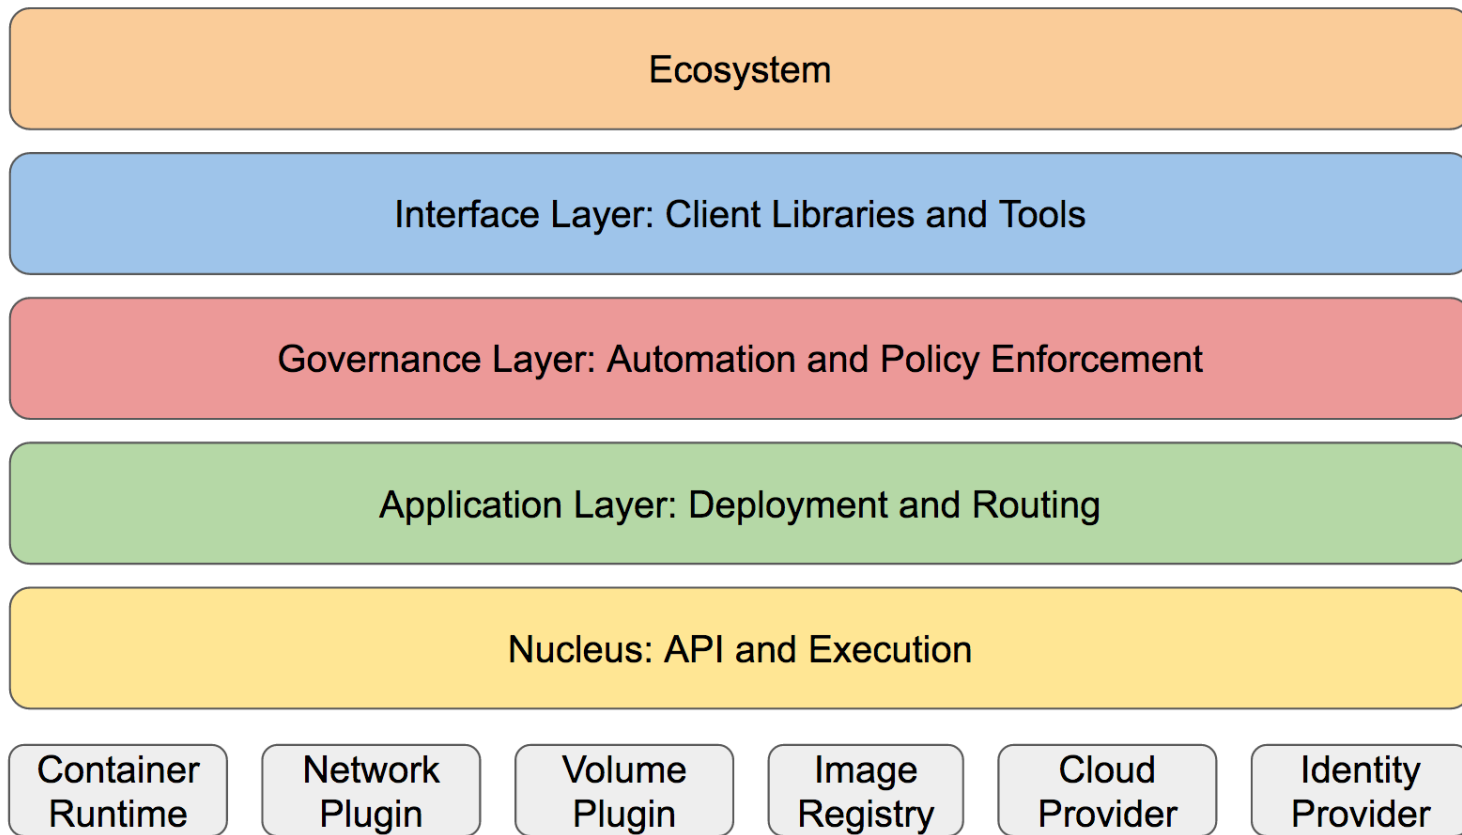 Ecosystem
Interface Layer: Client Libraries and Tools
Governance Layer: Automation and Policy Enforcement
Application Layer: Deployment and Routing
Nucleus: API and Execution
Container
Runtime
Network
Plugin
Volume
Plugin
Image
Registry
Cloud
Provider
Identity
Provider